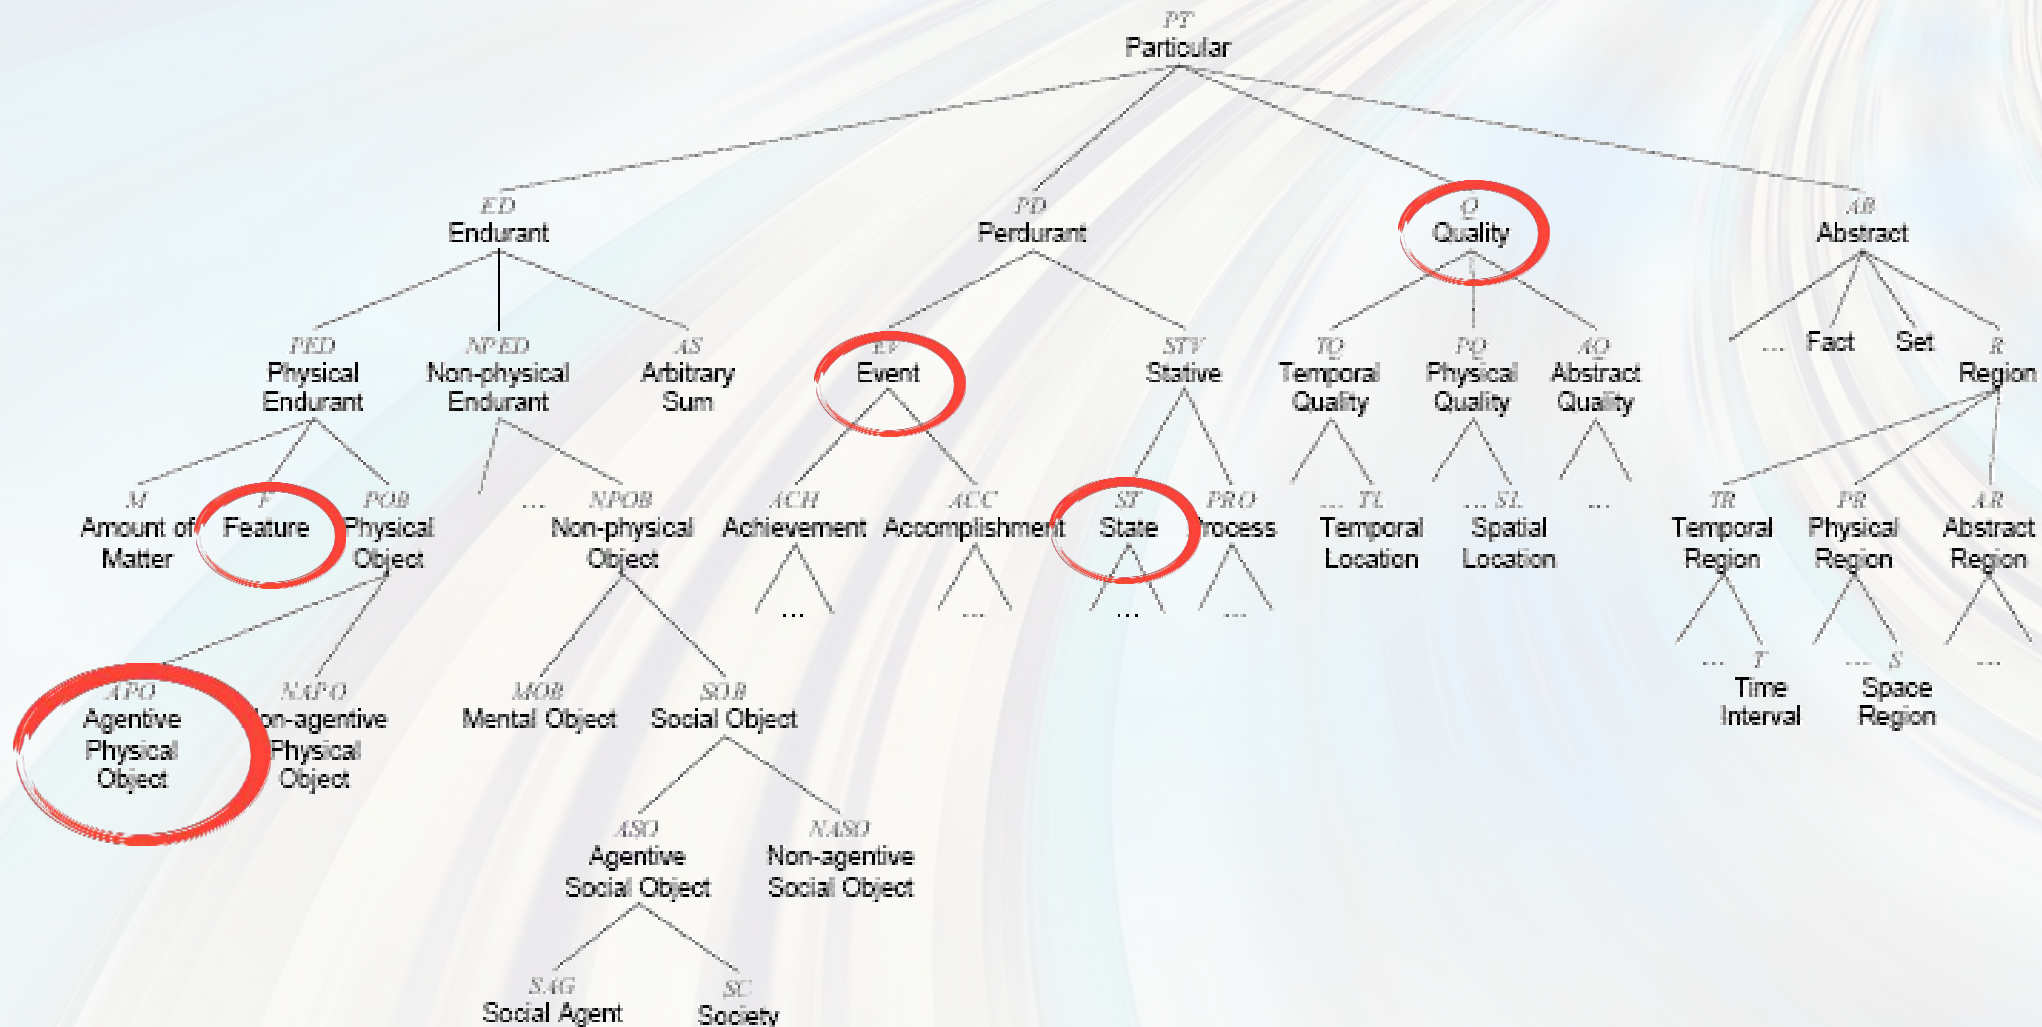 PT
Particular
ED
Endurant
PD
Perdurant
Q
Quality
AB
Abstract
PED
Physical
Endurant
NPED
Non-physical
Endurant
AS
Arbitrary
Sum
EV
Event
STV
Stative
TQ
Temporal
Quality
PQ
Physical
Quality
AQ
Abstract
Quality
... Fact
Set
R
Region
M
Amount of
Matter
F
Feature
POB
Physical
Object
... NPOB
Non-physical
Object
ACH
Achievement
ACC
Accomplishment
ST
State
PRO
Process
... TL
Temporal
Location
... SL
Spatial
Location
...
TR
Temporal
Region
PR
Physical
Region
AR
Abstract
Region
...
...
...
...
APO
Agentive
Physical
Object
NAPO
Non-agentive
Physical
Object
MOB
Mental Object
SOB
Social Object
... T
Time
Interval
... S
Space
Region
...
ASO
Agentive
Social Object
NASO
Non-agentive
Social Object
SAG
Social Agent
SC
Society